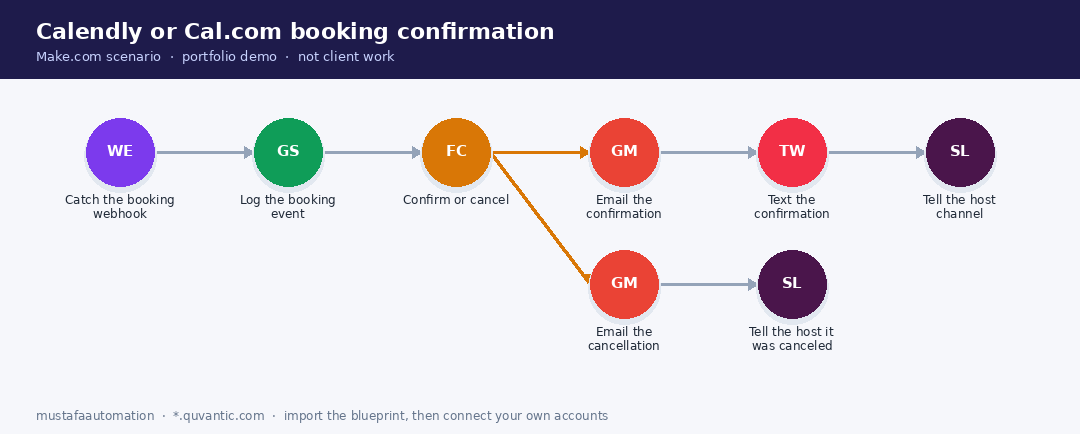 Calendly or Cal.com booking confirmation
Make.com scenario · portfolio demo · not client work
WE
GS
FC
GM
TW
SL
Catch the booking
webhook
Log the booking
event
Confirm or cancel
Email the
confirmation
Text the
confirmation
Tell the host
channel
GM
SL
Email the
cancellation
Tell the host it
was canceled
mustafaautomation · *.quvantic.com · import the blueprint, then connect your own accounts